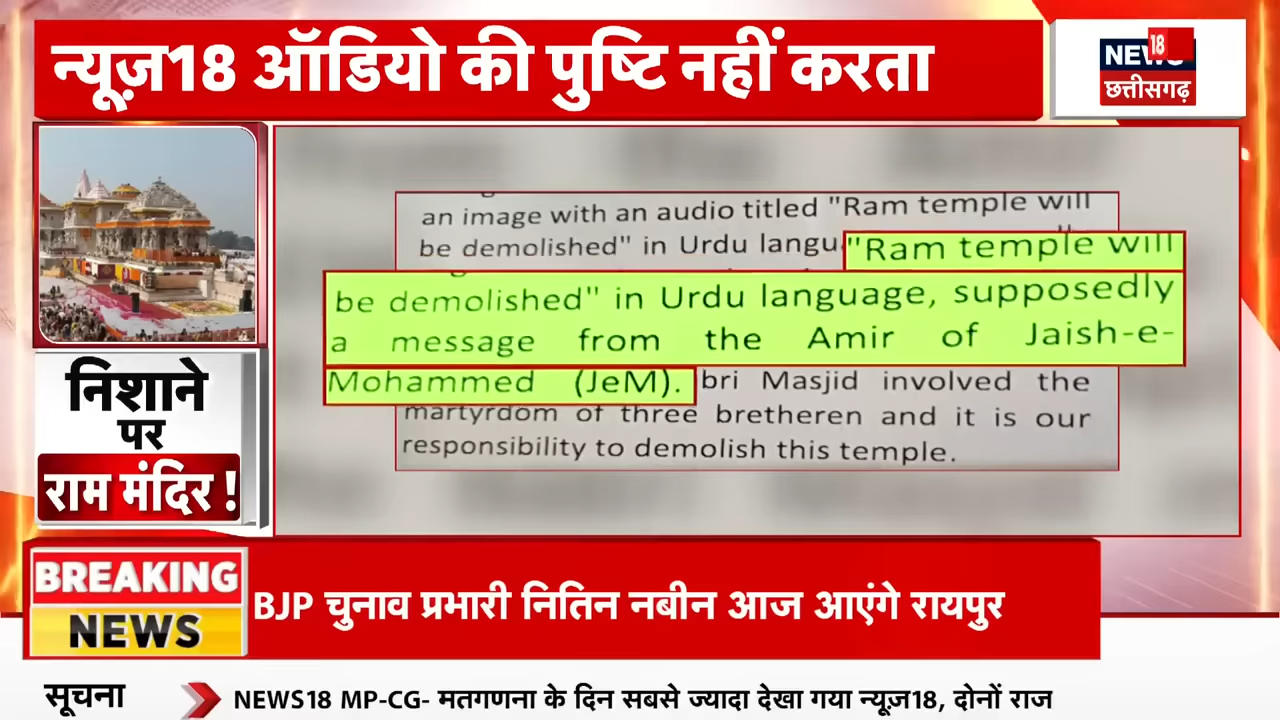 न्यूज़18 ऑडियो की पुष्टि नहीं करता
NEWS 18
छत्तीसगढ़
an image with an audio titled "Ram temple will
be demolished" in Urdu langu
"Ram temple will
be demolished" in Urdu language, supposedly
a message from the Amir of Jaish-e-
Mohammed (JeM).
bri Masjid involved the
martyrdom of three bretheren and it is our
responsibility to demolish this temple.
निशाने
पर
राम मंदिर !
BREAKING
NEWS
BJP चुनाव प्रभारी नितिन नबीन आज आएंगे रायपुर
सूचना
NEWS18 MP-CG- मतगणना के दिन सबसे ज्यादा देखा गया न्यूज़18, दोनों राज